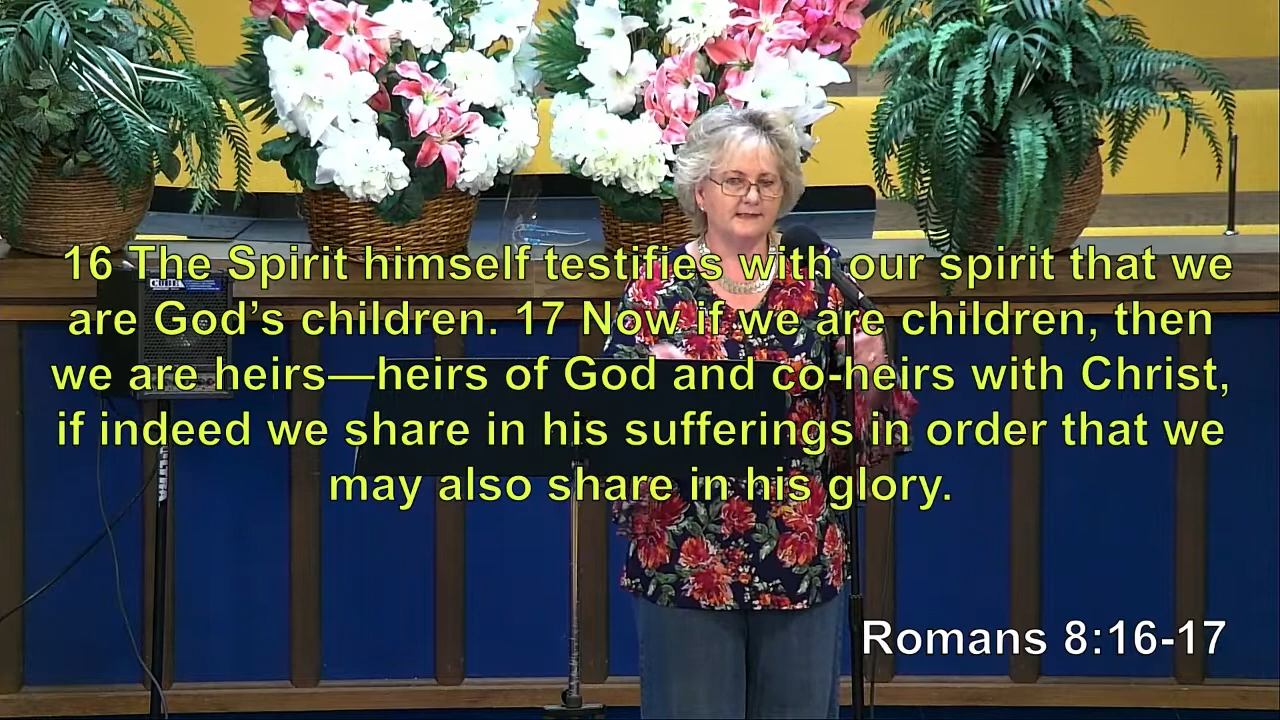 16 The Spirit himself testifies with our spirit that we
are God’s children. 17 Now if we are children, then
we are heirs—heirs of God and co-heirs with Christ,
if indeed we share in his sufferings in order that we
may also share in his glory.
Romans 8:16-17